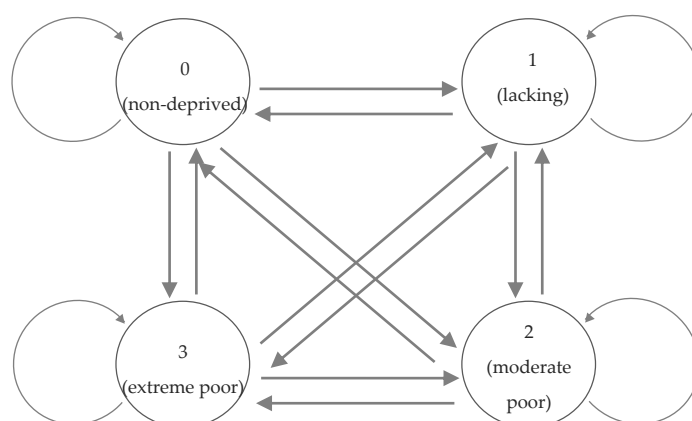 0
(non-deprived)
1
(lacking)
3
(extreme poor)
2
(moderate
poor)